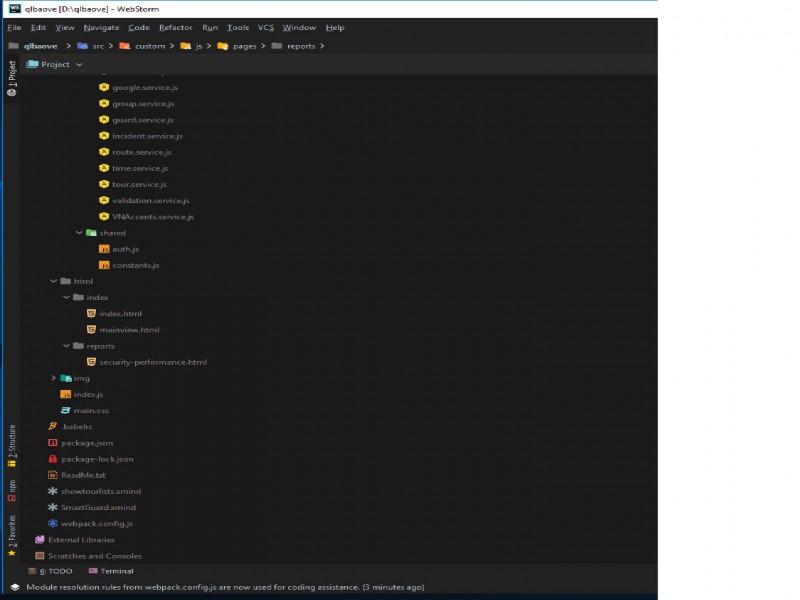 WS qlbaove [D:\qlbaove] - WebStorm
File Edit View Navigate Code Refactor Run Tools VCS Window Help
qlbaove src custom js pages reports
1: Project
Project
google.service.js
group.service.js
guard.service.js
incident.service.js
route.service.js
time.service.js
tour.service.js
validation.service.js
VNAccents.service.js
shared
auth.js
constants.js
html
index
index.html
mainview.html
reports
security-performance.html
img
index.js
main.css
.babelrc
package.json
package-lock.json
ReadMe.txt
showtourlists.xmind
SmartGuard.xmind
webpack.config.js
External Libraries
Scratches and Consoles
Z: Structure
npm
2: Favorites
6: TODO Terminal
Module resolution rules from webpack.config.js are now used for coding assistance. (3 minutes ago)